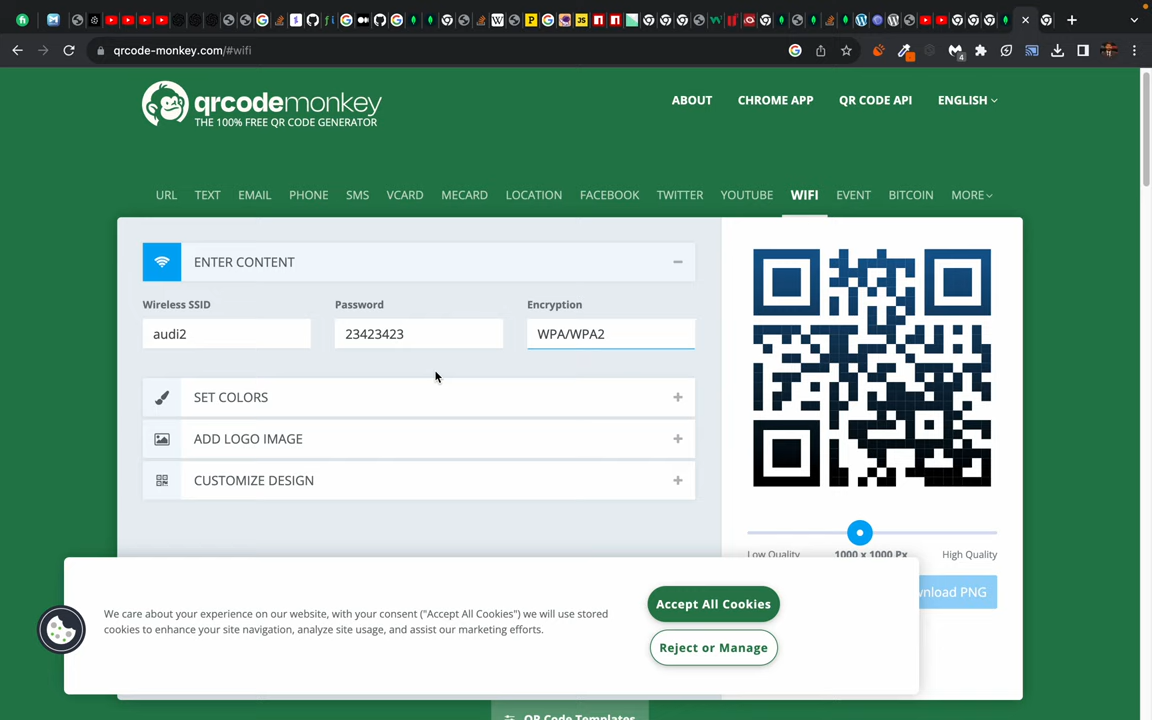 qrcode-monkey.com/#wifi
4
qrcodemonkey
THE 100% FREE QR CODE GENERATOR
ABOUT CHROME APP QR CODE API ENGLISH
URL TEXT EMAIL PHONE SMS VCARD MECARD LOCATION FACEBOOK TWITTER YOUTUBE WIFI EVENT BITCOIN MORE
ENTER CONTENT
Wireless SSID Password Encryption
audi2 23423423 WPA/WPA2
SET COLORS
ADD LOGO IMAGE
CUSTOMIZE DESIGN
Low Quality 1000 x 1000 Px High Quality
wnload PNG
We care about your experience on our website, with your consent ("Accept All Cookies") we will use stored
cookies to enhance your site navigation, analyze site usage, and assist our marketing efforts.
Accept All Cookies
Reject or Manage
QR Code Templates